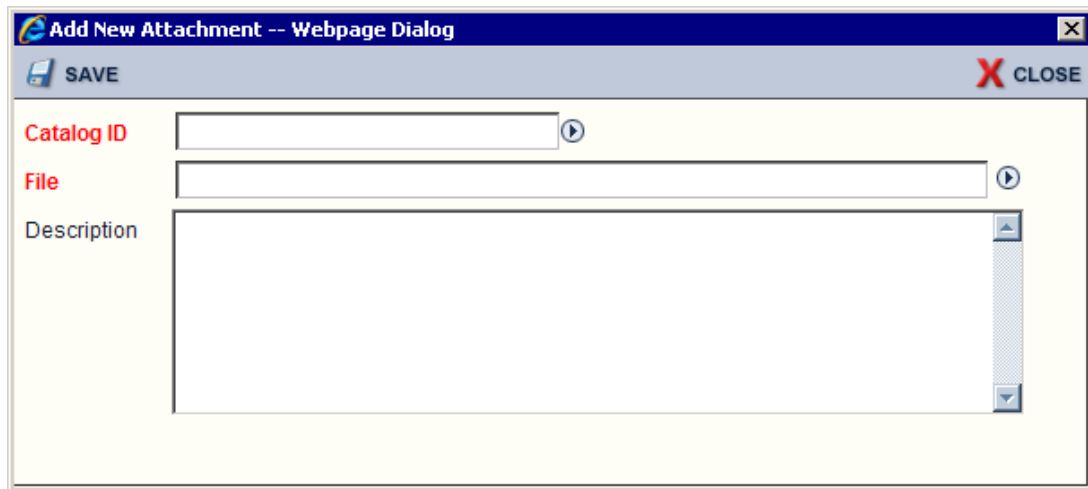 Add New Attachment -- Webpage Dialog
SAVE
CLOSE
Catalog ID
File
Description